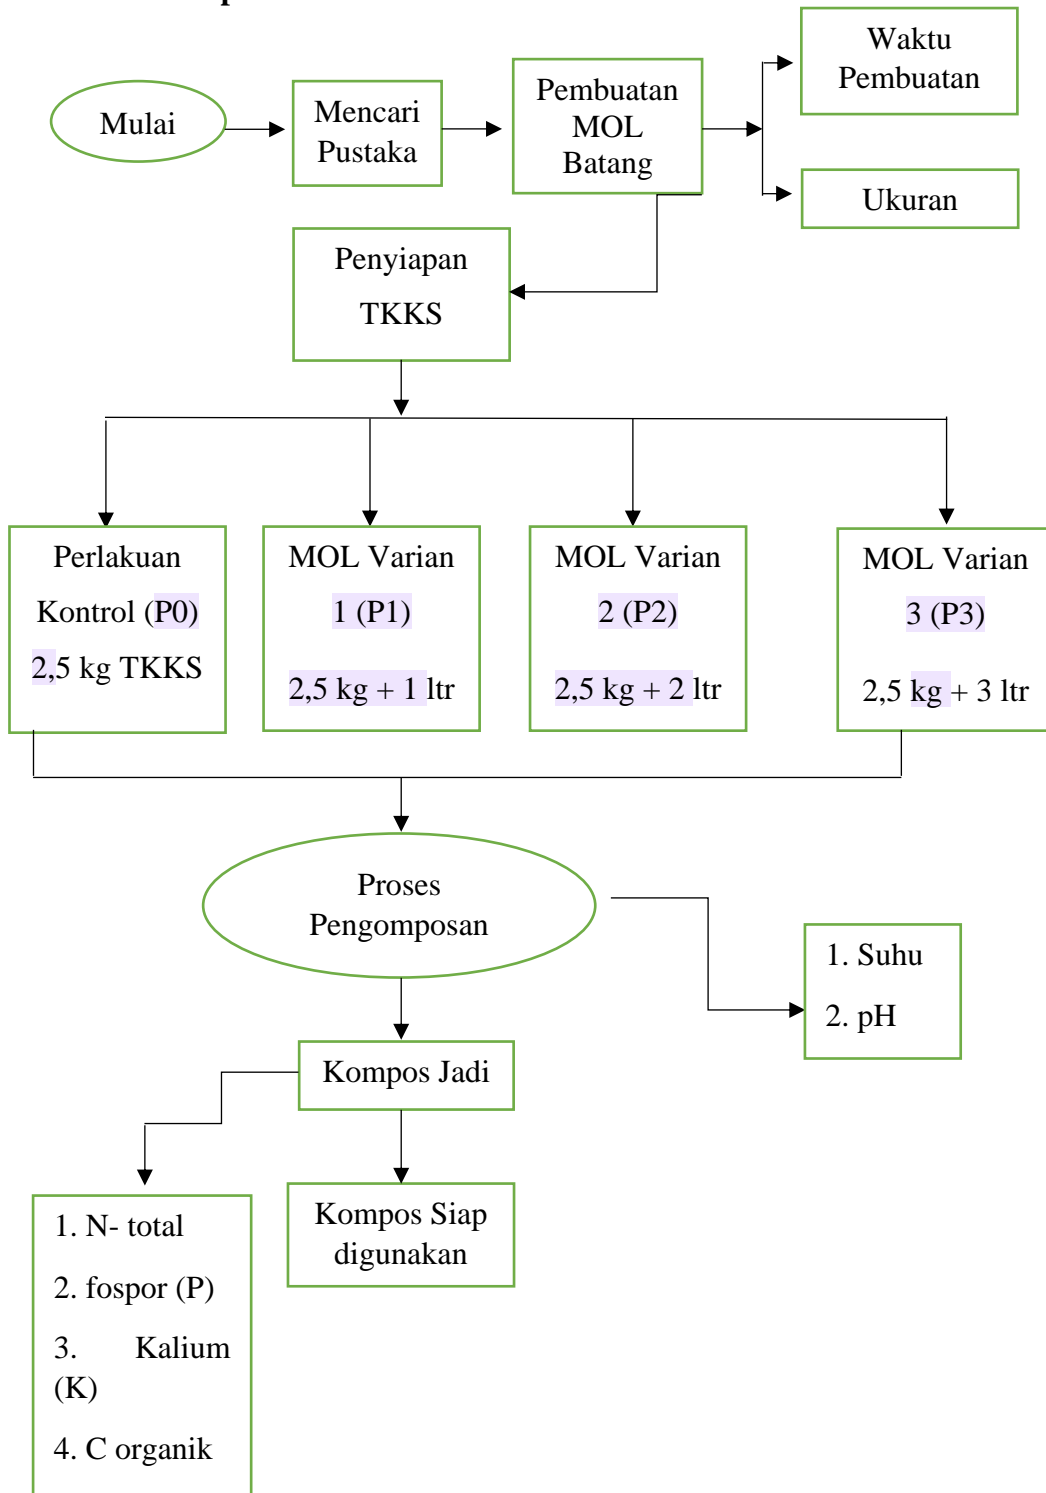 Mulai
Mencari
Pustaka
Pembuatan
MOL
Batang
Waktu
Pembuatan
Ukuran
Penyiapan
TKKS
Perlakuan
Kontrol (P0)
2,5 kg TKKS
MOL Varian
1 (P1)
2,5 kg + 1 ltr
MOL Varian
2 (P2)
2,5 kg + 2 ltr
MOL Varian
3 (P3)
2,5 kg + 3 ltr
Proses
Pengomposan
1. Suhu
2. pH
Kompos Jadi
Kompos Siap
digunakan
1. N- total
2. fospor (P)
3. Kalium
(K)
4. C organik